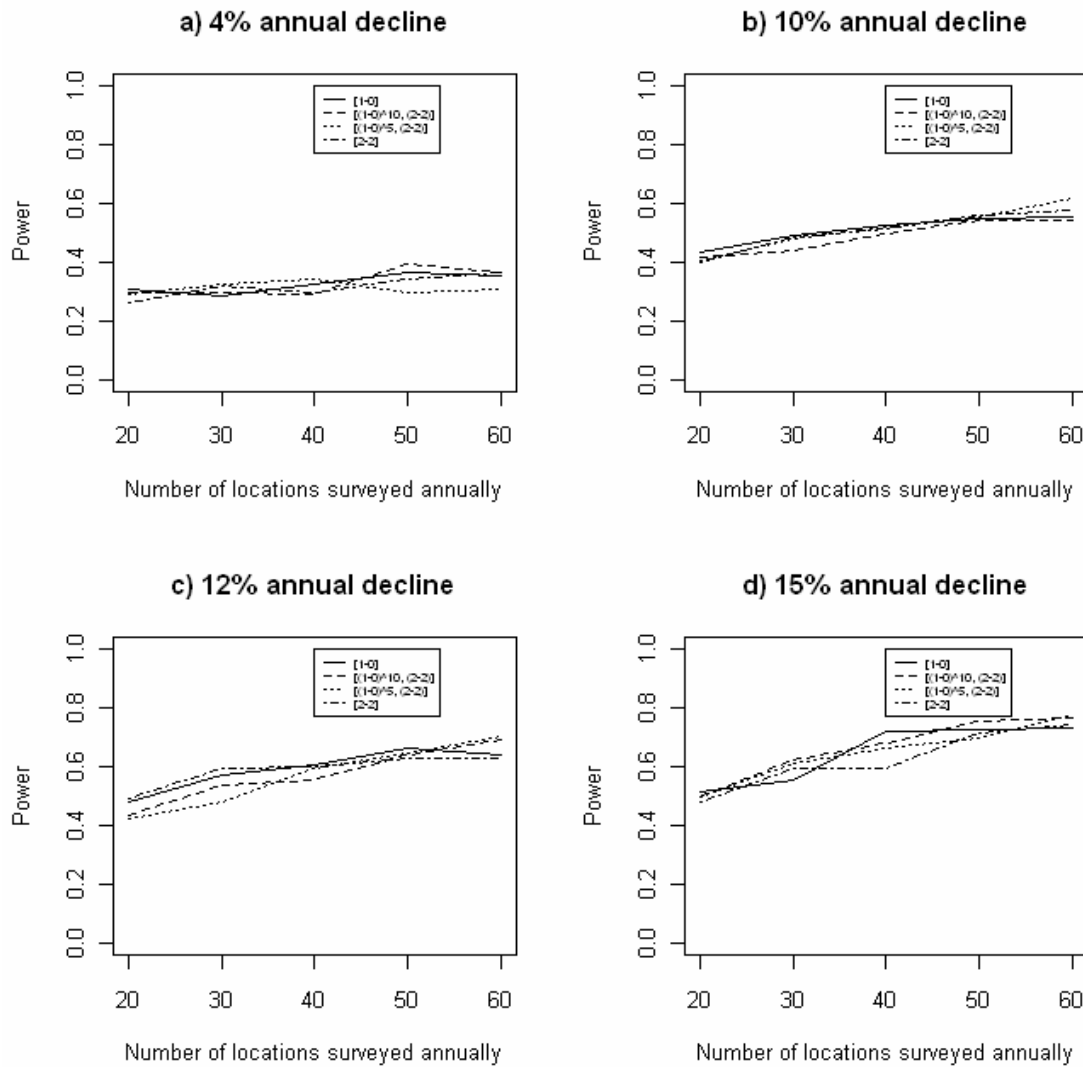 a) 4% annual decline
[1-0]
[(1-0)^10, (2-2)]
[(1-0)^5, (2-2)]
[2-2]
Power
0.0 0.2 0.4 0.6 0.8 1.0
20 30 40 50 60
Number of locations surveyed annually
b) 10% annual decline
[1-0]
[(1-0)^10, (2-2)]
[(1-0)^5, (2-2)]
[2-2]
Power
0.0 0.2 0.4 0.6 0.8 1.0
20 30 40 50 60
Number of locations surveyed annually
c) 12% annual decline
[1-0]
[(1-0)^10, (2-2)]
[(1-0)^5, (2-2)]
[2-2]
Power
0.0 0.2 0.4 0.6 0.8 1.0
20 30 40 50 60
Number of locations surveyed annually
d) 15% annual decline
[1-0]
[(1-0)^10, (2-2)]
[(1-0)^5, (2-2)]
[2-2]
Power
0.0 0.2 0.4 0.6 0.8 1.0
20 30 40 50 60
Number of locations surveyed annually